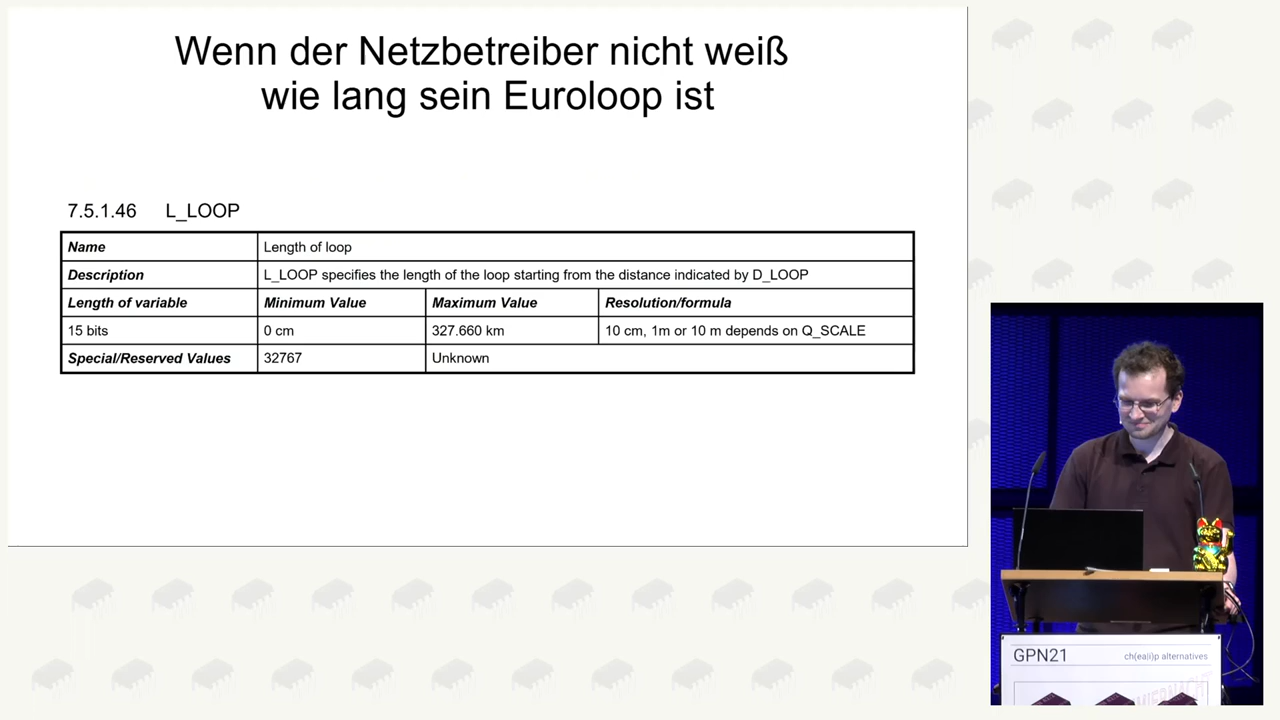 Wenn der Netzbetreiber nicht weiß
wie lang sein Euroloop ist
7.5.1.46 L_LOOP
Name Length of loop
Description L_LOOP specifies the length of the loop starting from the distance indicated by D_LOOP
Length of variable Minimum Value Maximum Value Resolution/formula
15 bits 0 cm 327.660 km 10 cm, 1m or 10 m depends on Q_SCALE
Special/Reserved Values 32767 Unknown
GPN21 ch(ea|i)p alternatives